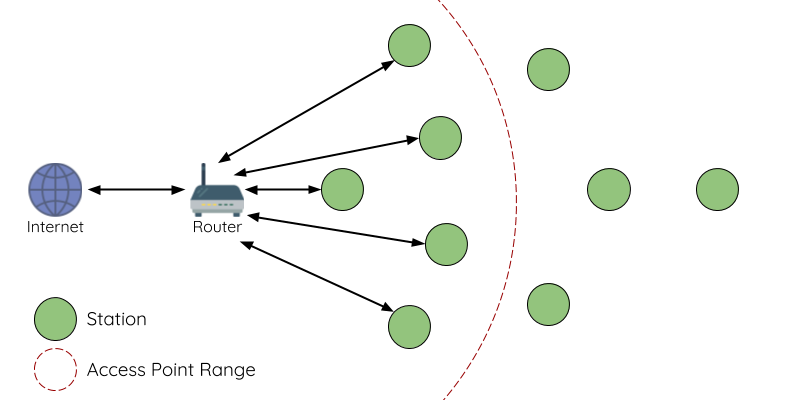 Internet
Router
Station
Access Point Range